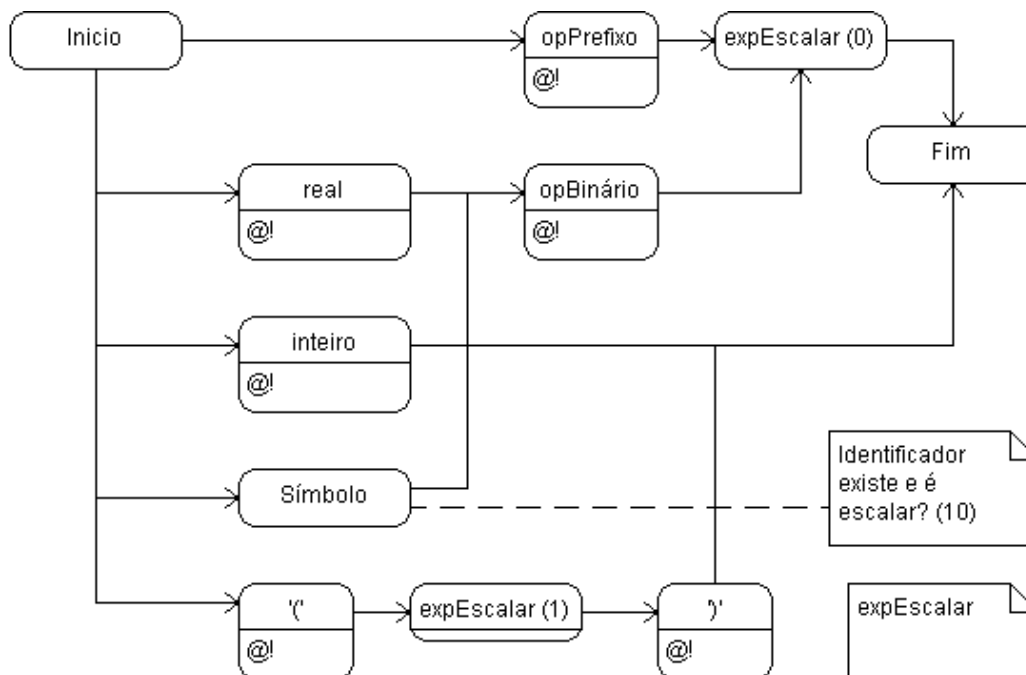 Inicio
opPrefixo
@!
expEscalar (0)
Fim
real
@!
opBinário
@!
inteiro
@!
Símbolo
Identificador
existe e é
escalar? (10)
'('
@!
expEscalar (1)
')'
@!
expEscalar